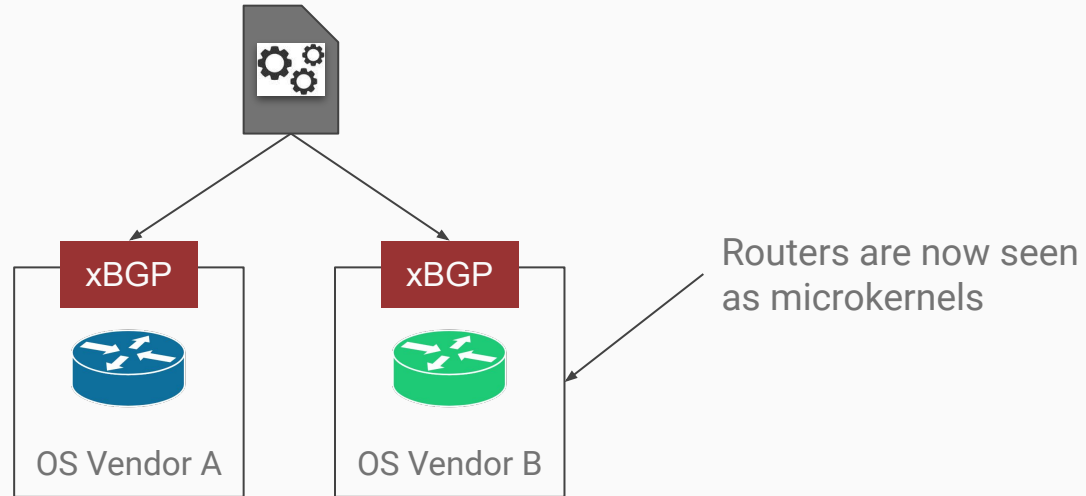 xBGP
xBGP
Routers are now seen
as microkernels
OS Vendor A
OS Vendor B